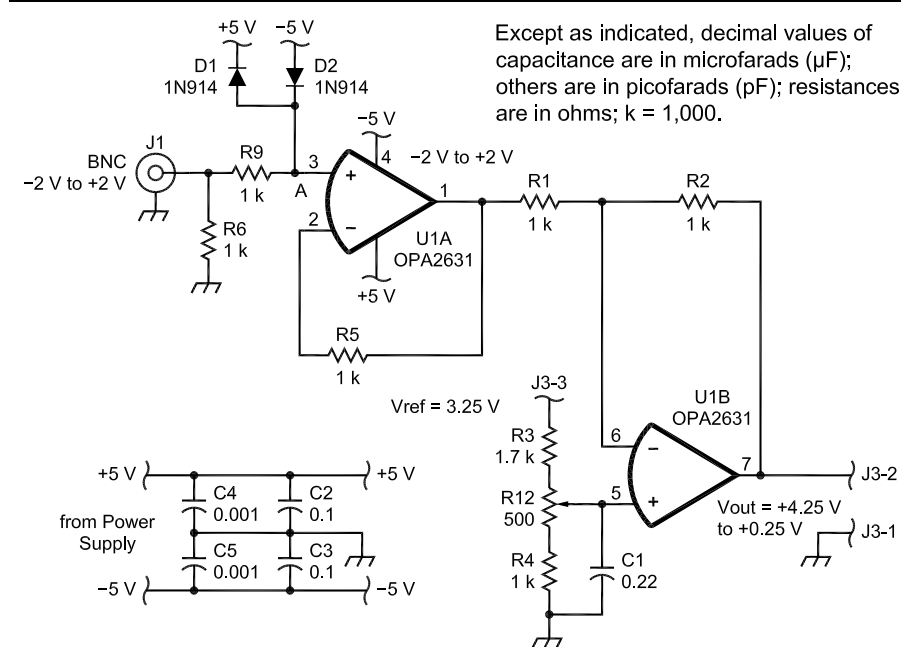 +5 V
−5 V
Except as indicated, decimal values of
capacitance are in microfarads (µF);
others are in picofarads (pF); resistances
are in ohms; k = 1,000.
D1
1N914
D2
1N914
−5 V
J1
BNC
−2 V to +2 V
R9
1 k
3
A
+
4
−2 V to +2 V
1
R1
1 k
R2
1 k
R6
1 k
2
−
U1A
OPA2631
+5 V
R5
1 k
J3-3
Vref = 3.25 V
U1B
OPA2631
R3
1.7 k
6
−
7
J3-2
+5 V
+5 V
C4
0.001
C2
0.1
R12
500
5
+
Vout = +4.25 V
to +0.25 V
J3-1
from Power
Supply
C5
0.001
C3
0.1
R4
1 k
C1
0.22
−5 V
−5 V